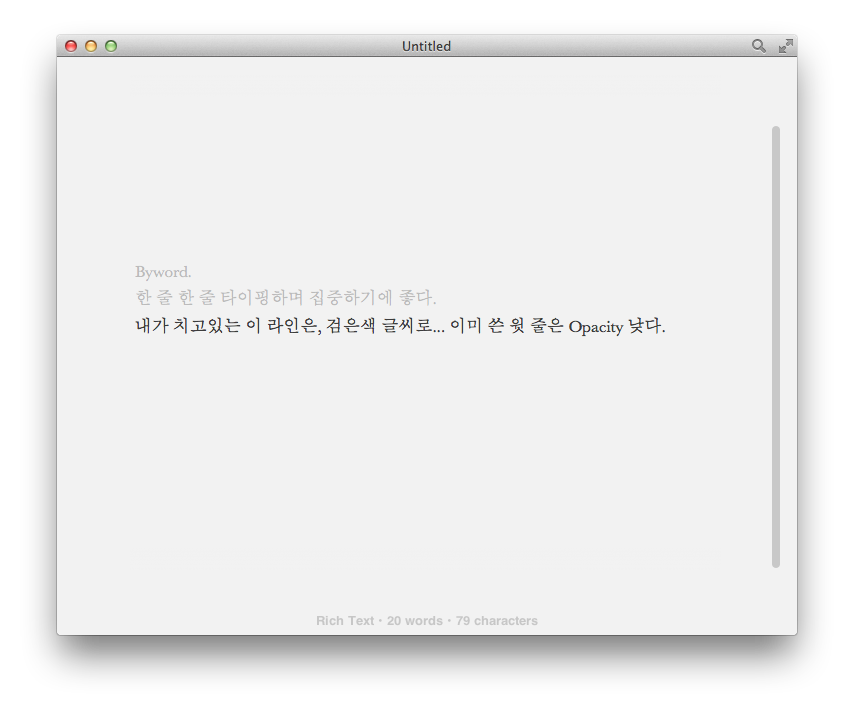 Untitled
Byword.
한 줄 한 줄 타이핑하며 집중하기에 좋다.
내가 치고있는 이 라인은, 검은색 글씨로... 이미 쓴 윗 줄은 Opacity 낮다.
Rich Text • 20 words • 79 characters